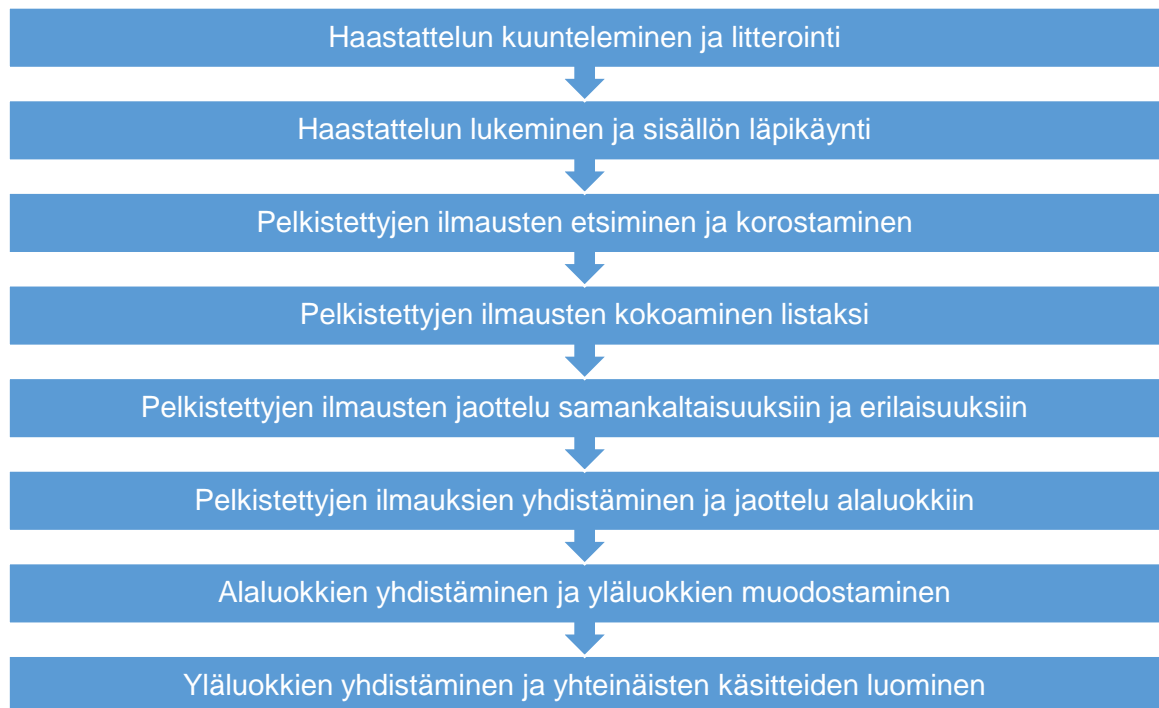 Haastattelun kuunteleminen ja litterointi
Haastattelun lukeminen ja sisällön läpikäynti
Pelkistettyjen ilmausten etsiminen ja korostaminen
Pelkistettyjen ilmausten kokoaminen listaksi
Pelkistettyjen ilmausten jaottelu samankaltaisuuksiin ja erilaisuuksiin
Pelkistettyjen ilmauksien yhdistäminen ja jaottelu alaluokkiin
Alaluokkien yhdistäminen ja yläluokkien muodostaminen
Yläluokkien yhdistäminen ja yhteinäisten käsitteiden luominen